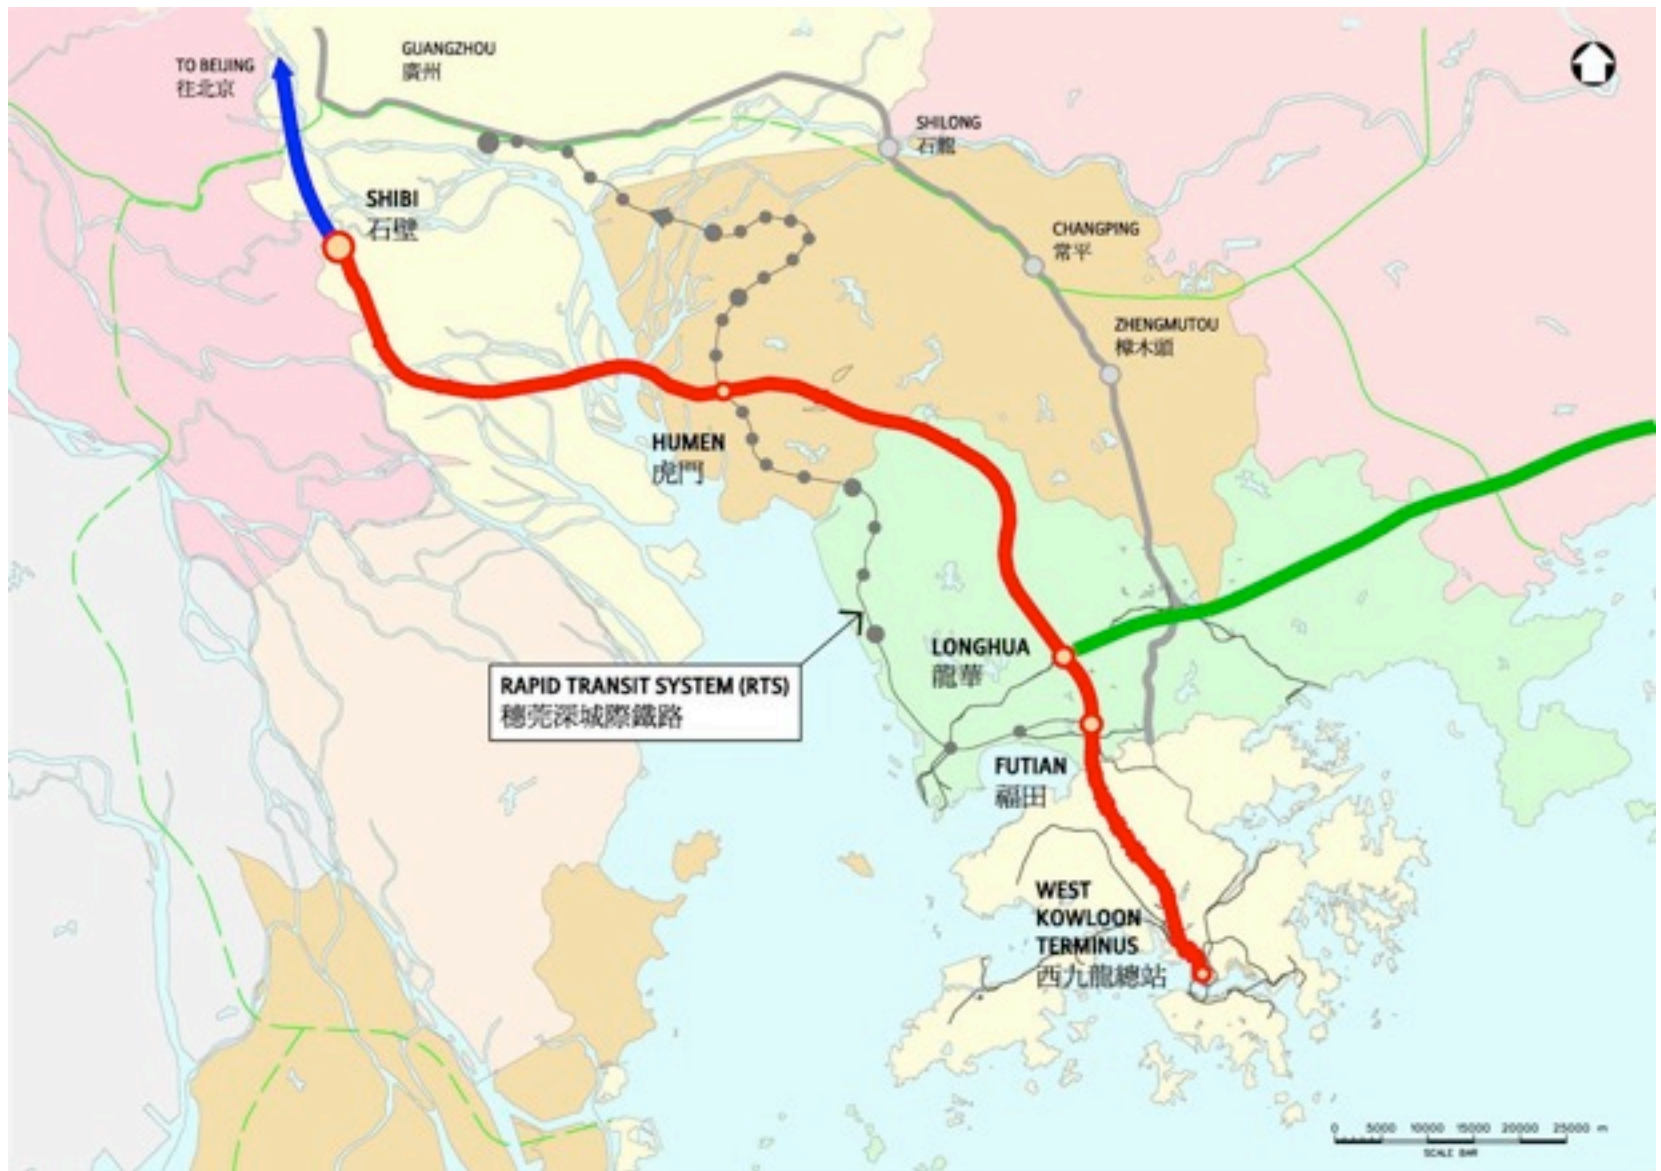 TO BEIJING
往北京
GUANGZHOU
廣州
SHILONG
石龍
SHIBI
石壁
CHANGPING
常平
ZHENGMUTOU
樟木頭
HUMEN
虎門
LONGHUA
龍華
RAPID TRANSIT SYSTEM (RTS)
穗莞深城際鐵路
FUTIAN
福田
WEST
KOWLOON
TERMINUS
西九龍總站
0 5000 10000 15000 20000 25000 m
SCALE BAR